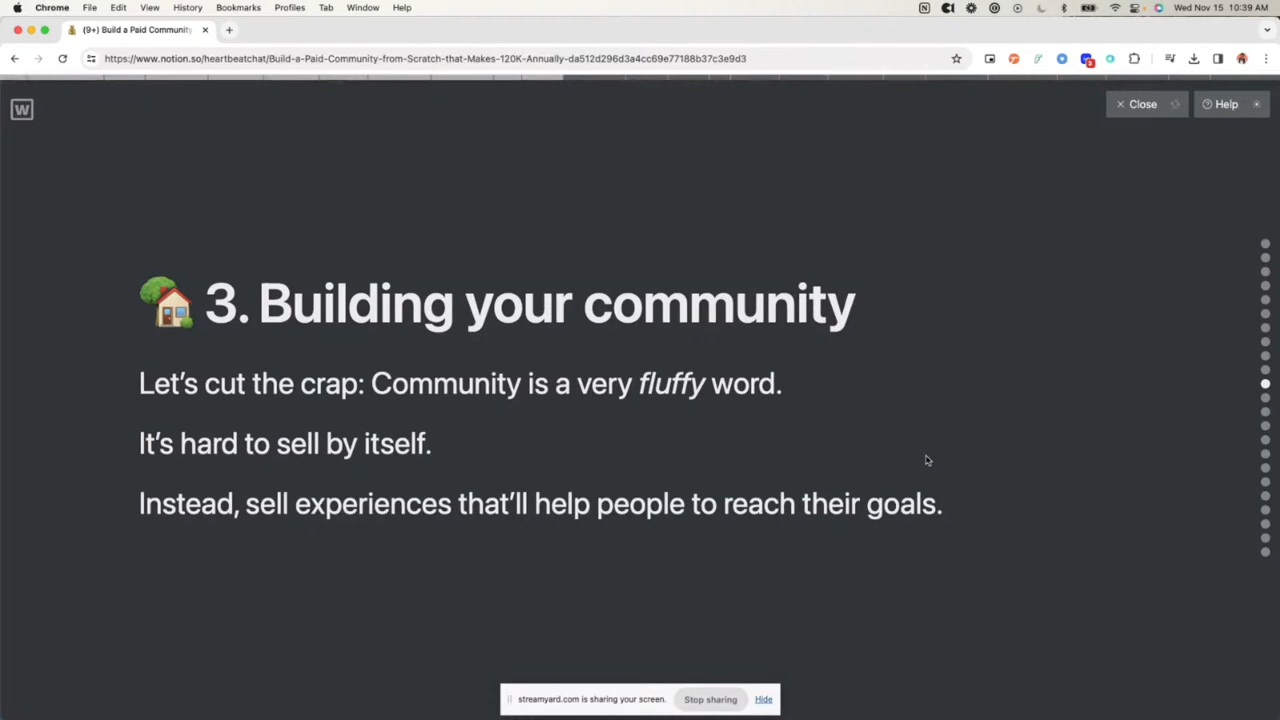 Chrome File Edit View History Bookmarks Profiles Tab Window Help Wed Nov 15 10:39 AM
(9+) Build a Paid Community
https://www.notion.so/heartbeatchat/Build-a-Paid-Community-from-Scratch-that-Makes-120K-Annually-da512d296d3a4cc69e77188b37c3e9d3
W
Close
Help
3. Building your community
Let's cut the crap: Community is a very fluffy word.
It's hard to sell by itself.
Instead, sell experiences that'll help people to reach their goals.
streamyard.com is sharing your screen. Stop sharing Hide